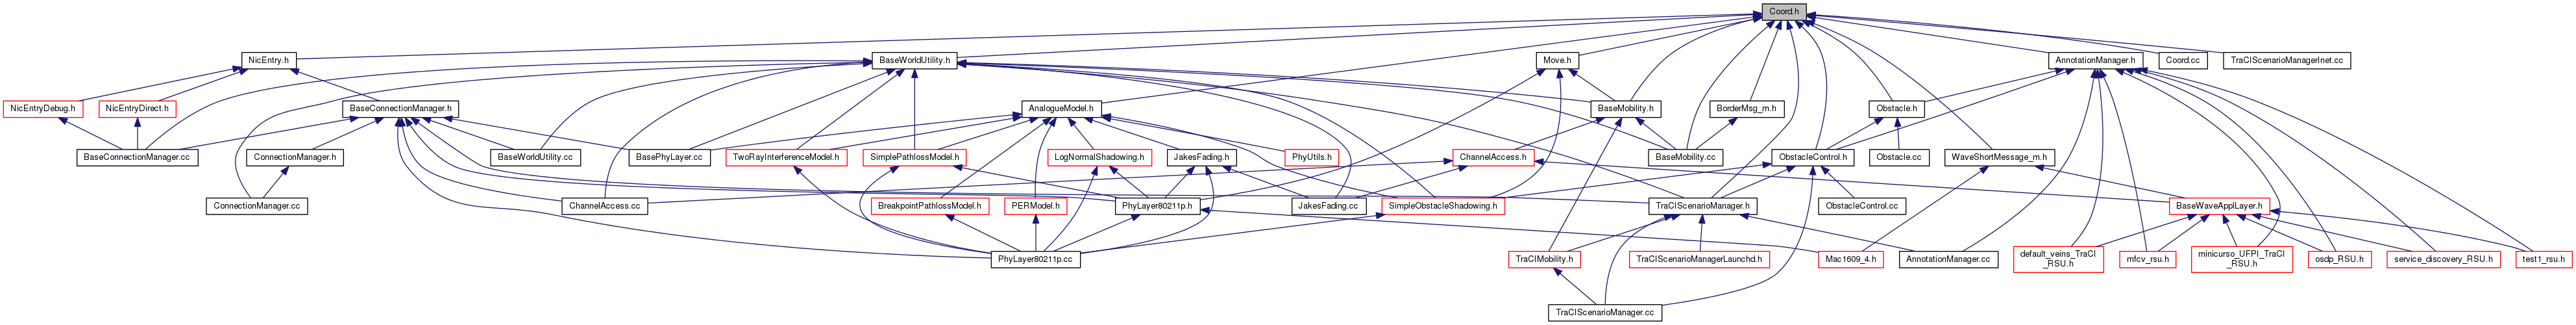 Coord.h
NicEntry.h
BaseWorldUtility.h
Move.h
AnnotationManager.h
Coord.cc
TraCIScenarioManagerInet.cc
NicEntryDebug.h
NicEntryDirect.h
BaseConnectionManager.h
AnalogueModel.h
BaseMobility.h
BorderMsg_m.h
Obstacle.h
BaseConnectionManager.cc
ConnectionManager.h
BaseWorldUtility.cc
BasePhyLayer.cc
TwoRayInterferenceModel.h
SimplePathlossModel.h
LogNormalShadowing.h
JakesFading.h
PhyUtils.h
ChannelAccess.h
BaseMobility.cc
ObstacleControl.h
Obstacle.cc
WaveShortMessage_m.h
ConnectionManager.cc
ChannelAccess.cc
BreakpointPathlossModel.h
PERModel.h
PhyLayer80211p.h
JakesFading.cc
SimpleObstacleShadowing.h
TraCIScenarioManager.h
ObstacleControl.cc
BaseWaveApplLayer.h
PhyLayer80211p.cc
TraCIMobility.h
TraCIScenarioManagerLaunchd.h
Mac1609_4.h
AnnotationManager.cc
default_veins_TraCI
_RSU.h
mfcv_rsu.h
minicurso_UFPI_TraCI
_RSU.h
osdp_RSU.h
service_discovery_RSU.h
test1_rsu.h
TraCIScenarioManager.cc